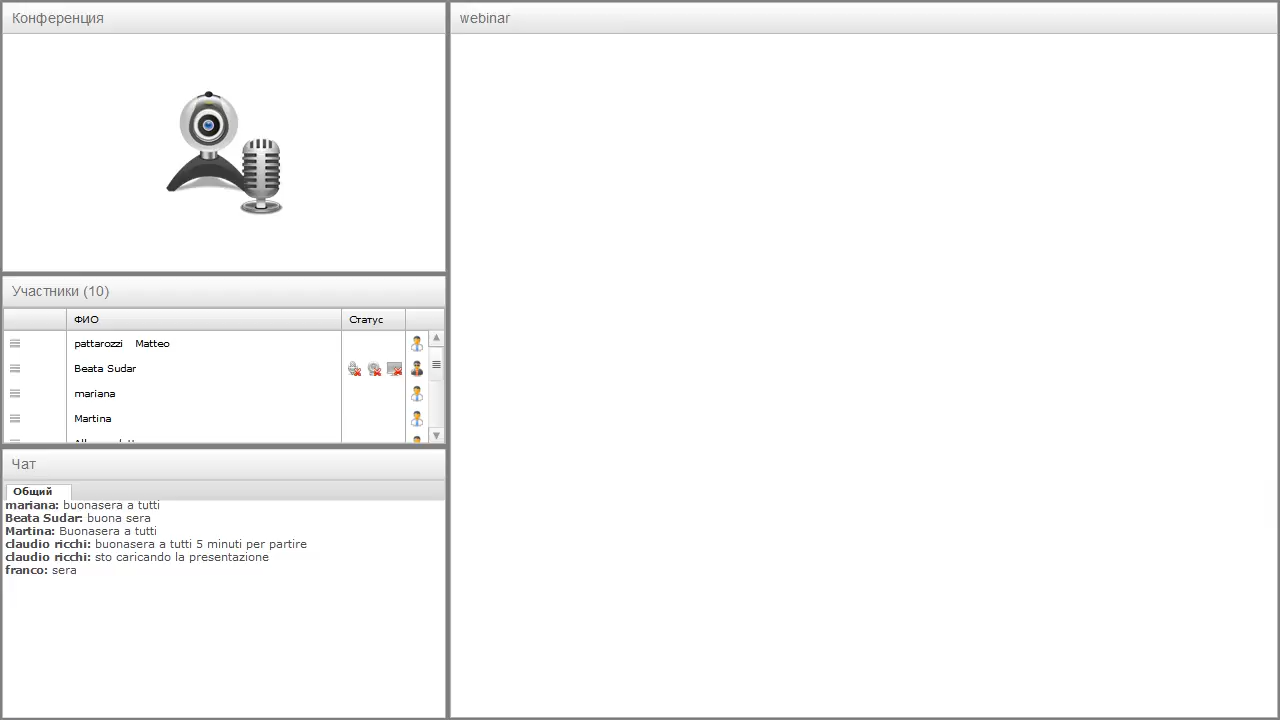 Конференция
webinar
Участники (10)
ФИО Статус
pattarozzi Matteo
Beata Sudar
mariana
Martina
Чат
Общий
mariana: buonasera a tutti
Beata Sudar: buona sera
Martina: Buonasera a tutti
claudio ricchi: buonasera a tutti 5 minuti per partire
claudio ricchi: sto caricando la presentazione
franco: sera